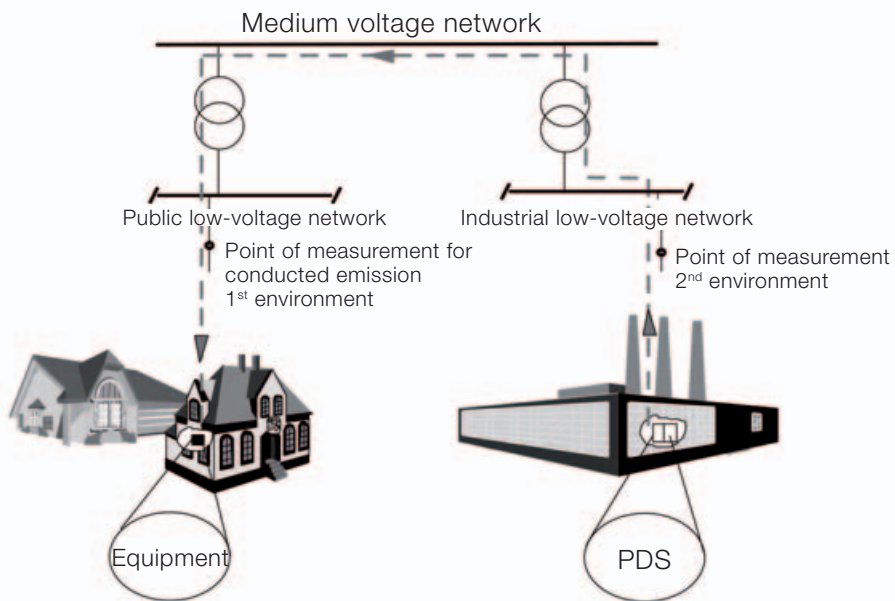 Medium voltage network
Public low-voltage network
Industrial low-voltage network
Point of measurement for
conducted emission
1st environment
Point of measurement
2nd environment
Equipment
PDS